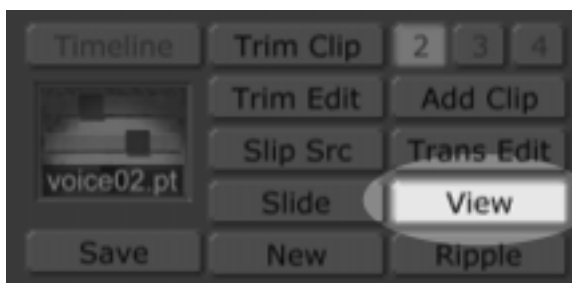 Timeline Trim Clip 2 3 4
Trim Edit Add Clip
Slip Src Trans Edit
voice02.pt
Slide View
Save New Ripple